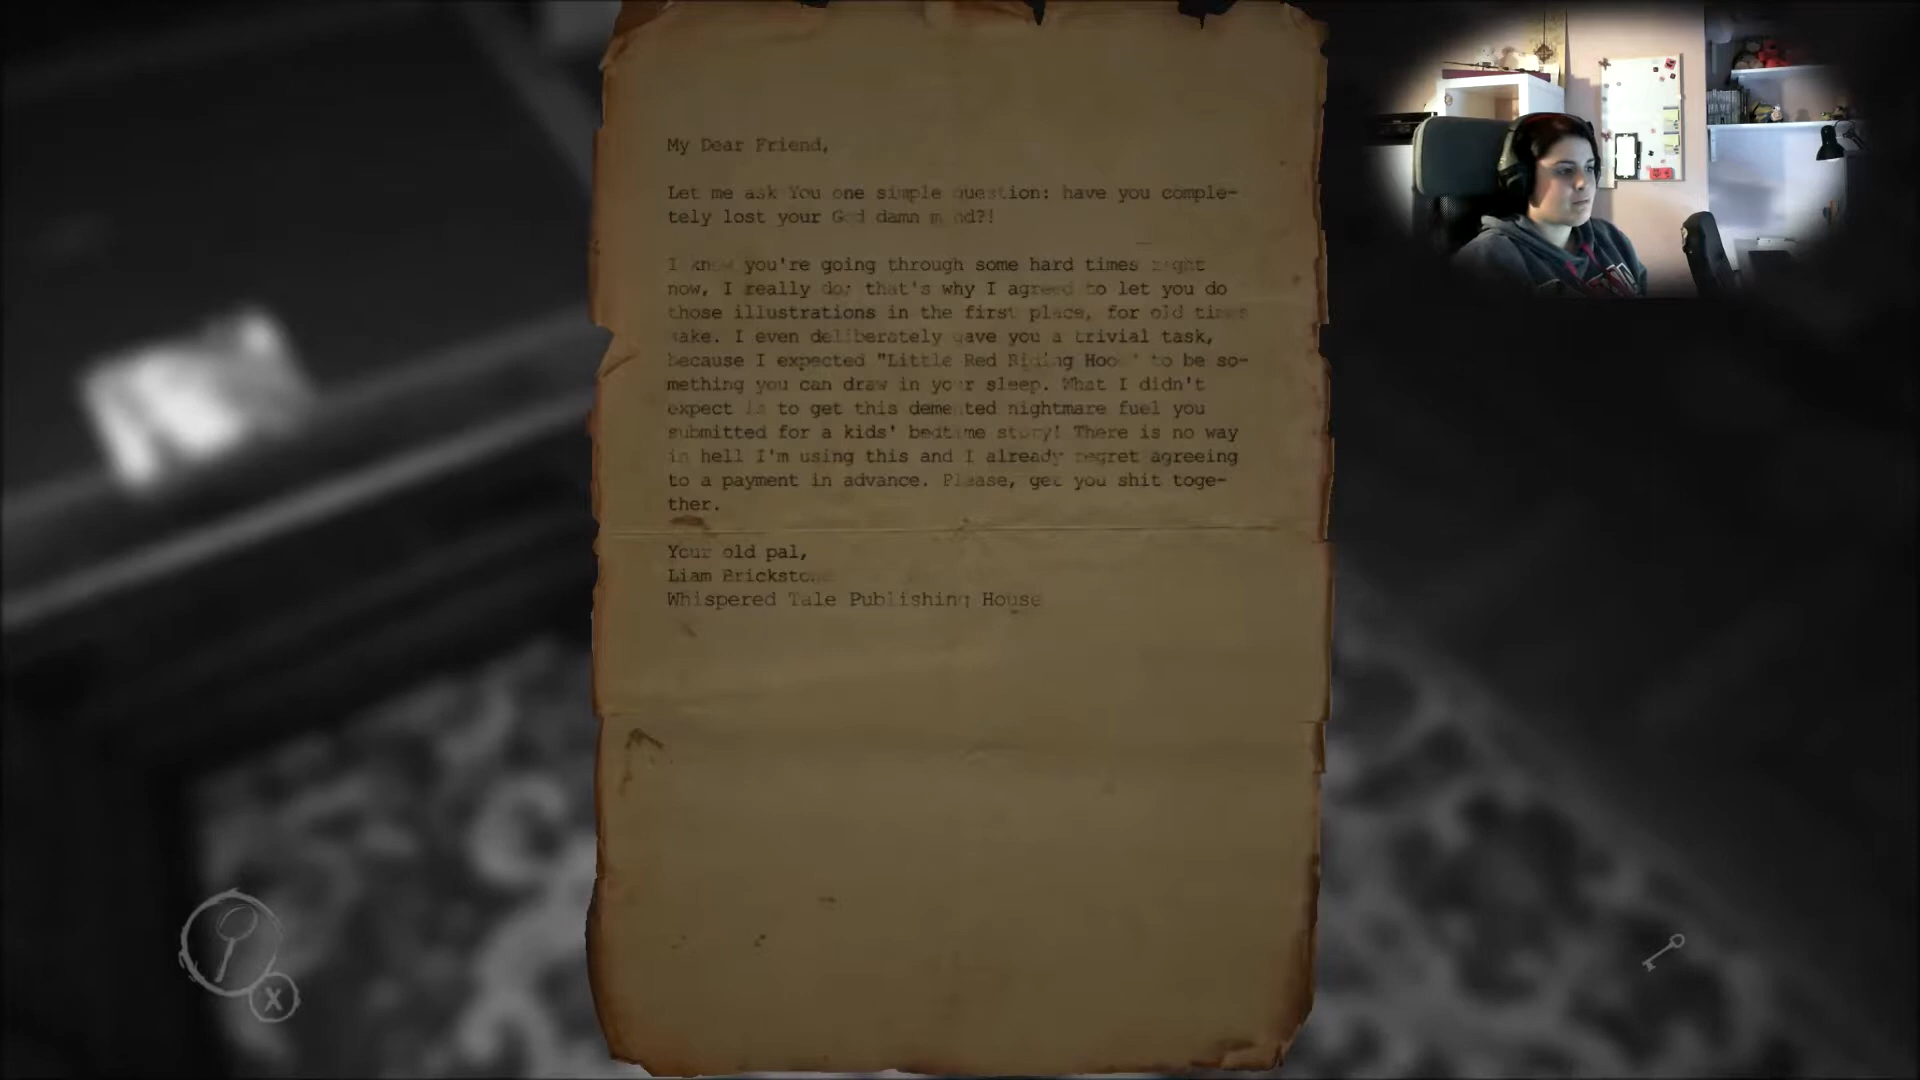 My Dear Friend,
Let me ask You one simple question: have you comple-
tely lost your God damn mind?!
I know you're going through some hard times right
now, I really do; that's why I agreed to let you do
those illustrations in the first place, for old times
sake. I even deliberately gave you a trivial task,
because I expected "Little Red Riding Hood" to be so-
mething you can draw in your sleep. What I didn't
expect is to get this demented nightmare fuel you
submitted for a kids' bedtime story! There is no way
in hell I'm using this and I already regret agreeing
to a payment in advance. Please, get you shit toge-
ther.
Your old pal,
Liam Brickstone
Whispered Tale Publishing House
X